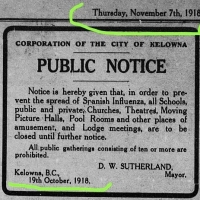 Thursday, November 7th, 1918
CORPORATION OF THE CITY OF KELOWNA
PUBLIC NOTICE
Notice is hereby given that, in order to pre-
vent the spread of Spanish Influenza, all Schools,
public and private, Churches, Theatres, Moving
Picture Halls, Pool Rooms and other places of
amusement, and Lodge meetings, are to be
closed until further notice.
All public gatherings consisting of ten or more are
prohibited.
D. W. SUTHERLAND,
Kelowna, B.C.,
Mayor.
19th October, 1918.